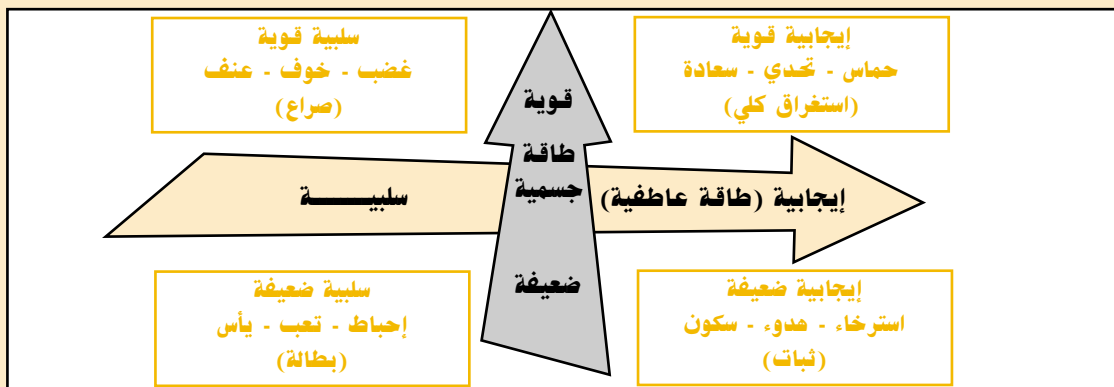 إيجابية قوية
حماس - تحدي - سعادة
(استغراق كلي)
سلبية قوية
غضب - خوف - عنف
(صراع)
قوية
طاقة
جسمية
ضعيفة
إيجابية (طاقة عاطفية)
سلبيـــــــة
إيجابية ضعيفة
استرخاء - هدوء - سكون
(ثبات)
سلبية ضعيفة
إحباط - تعب - يأس
(بطالة)